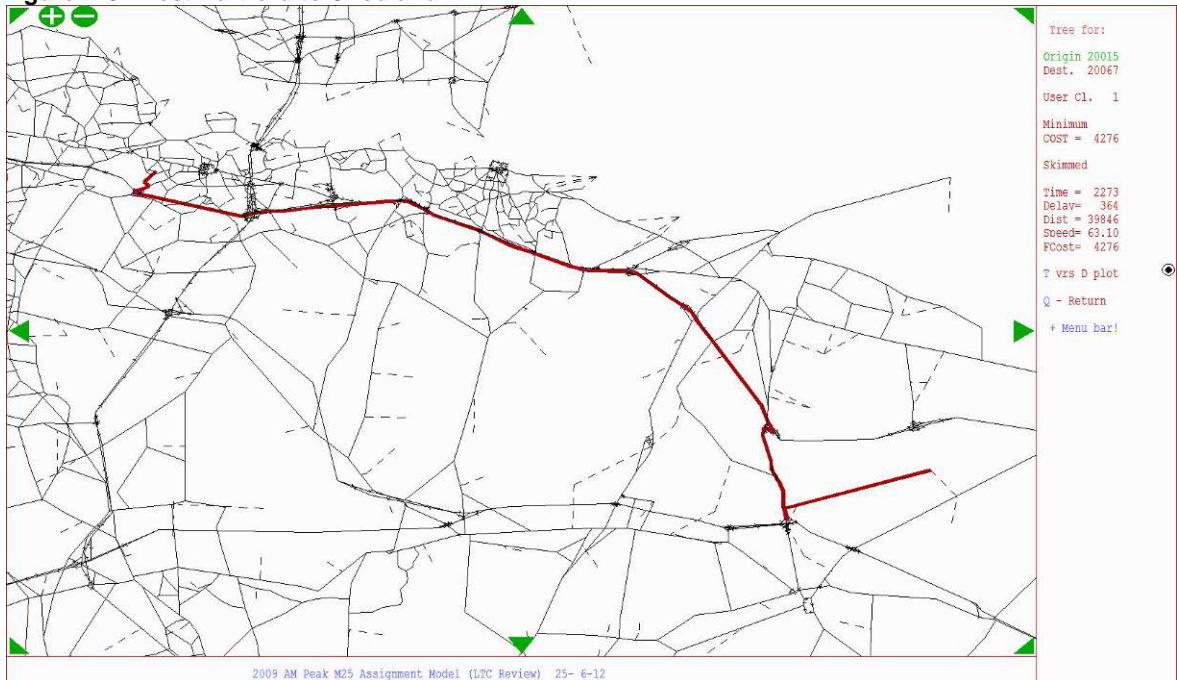 Tree for:
Origin 20015
Dest. 20067
User Cl. 1
Minimum
COST = 4276
Skimmed
Time = 2273
Delay= 364
Dist = 39846
Speed= 63.10
FCost= 4276
T vrs D plot
Q - Return
+ Menu bar!
2009 AM Peak M25 Assignment Model (LTC Review) 25- 6-12